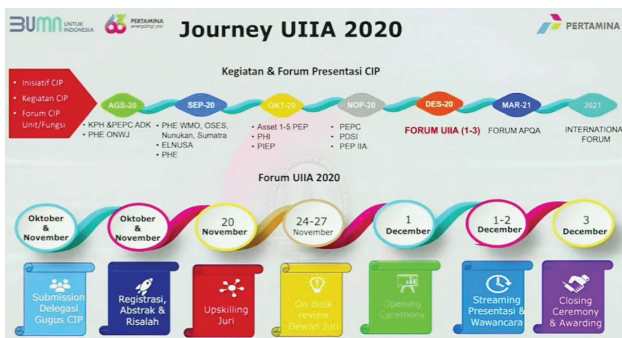 BUMN UNTUK INDONESIA
63 PERTAMINA
energizing you
Journey UIIA 2020
PERTAMINA
Kegiatan & Forum Presentasi CIP
• Inisiatif CIP
• Kegiatan CIP
• Forum CIP
Unit/Fungsi
AGS-20
SEP-20
OKT-20
NOP-20
DES-20
MAR-21
2021
• KPH &PEPC ADK
• PHE ONWJ
• PHE WMO, OSES,
Nunukan, Sumatra
• ELNUSA
• PHE
• Asset 1-5 PEP
• PHI
• PIEP
• PEPC
• PDSI
• PEP IIA
FORUM UIIA (1-3)
FORUM APQA
INTERNATIONA
FORUM
Forum UIIA 2020
Oktober
&
November
Oktober
&
November
20
November
24-27
November
1
December
1-2
December
3
December
Submission
Delegasi
Gugus CIP
Registrasi,
Abstrak &
Risalah
Upskilling
Juri
On desk
review
Dewan Juri
Opening
Ceremony
Streaming
Presentasi &
Wawancara
Closing
Ceremony
& Awarding